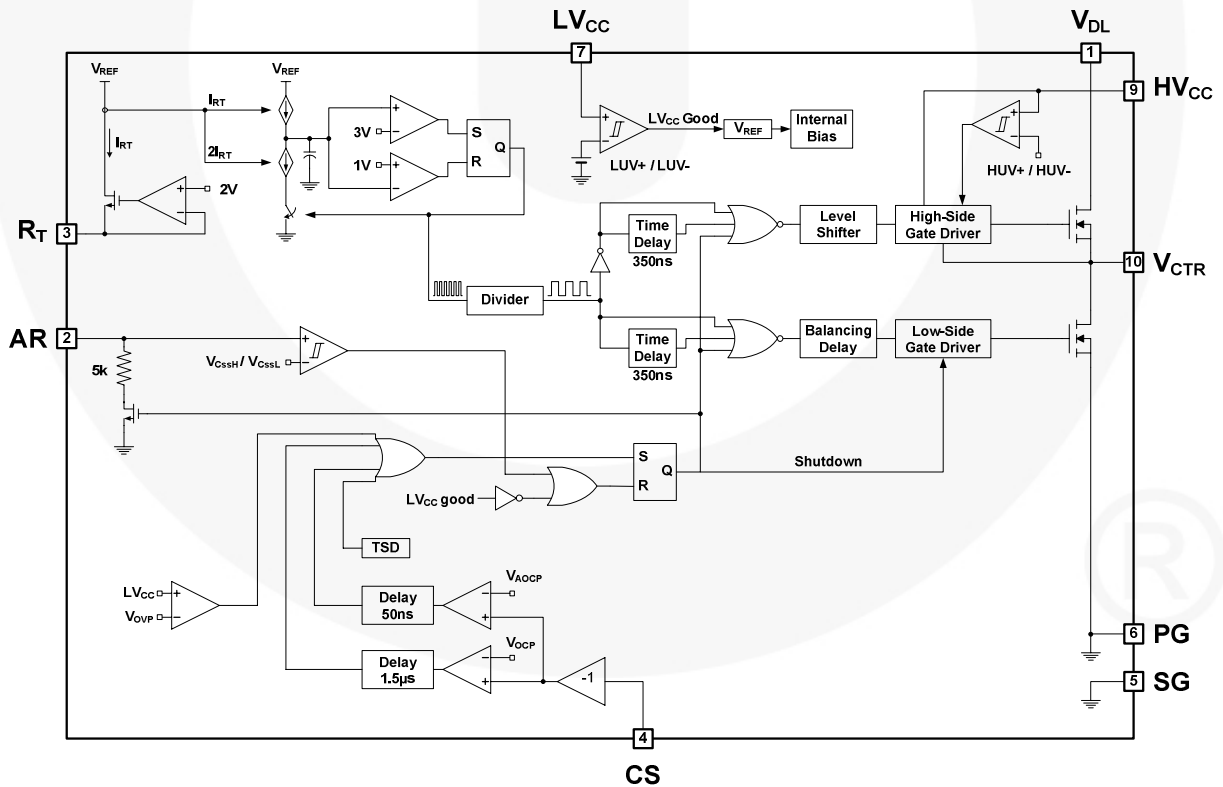 LVCC
VDL
7
1
VREF
VREF
9
HVCC
IRT
3V
S
R
Q
LVCC Good
VREF
Internal
Bias
IRT
2IRT
1V
LUV+ / LUV-
HUV+ / HUV-
2V
RT
3
Time
Delay
350ns
Level
Shifter
High-Side
Gate Driver
10
VCTR
Divider
AR
2
VCssH / VCssL
Time
Delay
350ns
Balancing
Delay
Low-Side
Gate Driver
5k
S
R
Q
Shutdown
LVCC good
TSD
LVCC
VOVP
Delay
50ns
VAOCP
VOCP
Delay
1.5µs
-1
6
PG
5
SG
4
CS
+
-
+
-
+
-
+
-
+
-
+
-
+
-
+
-
+
-
+
-
®